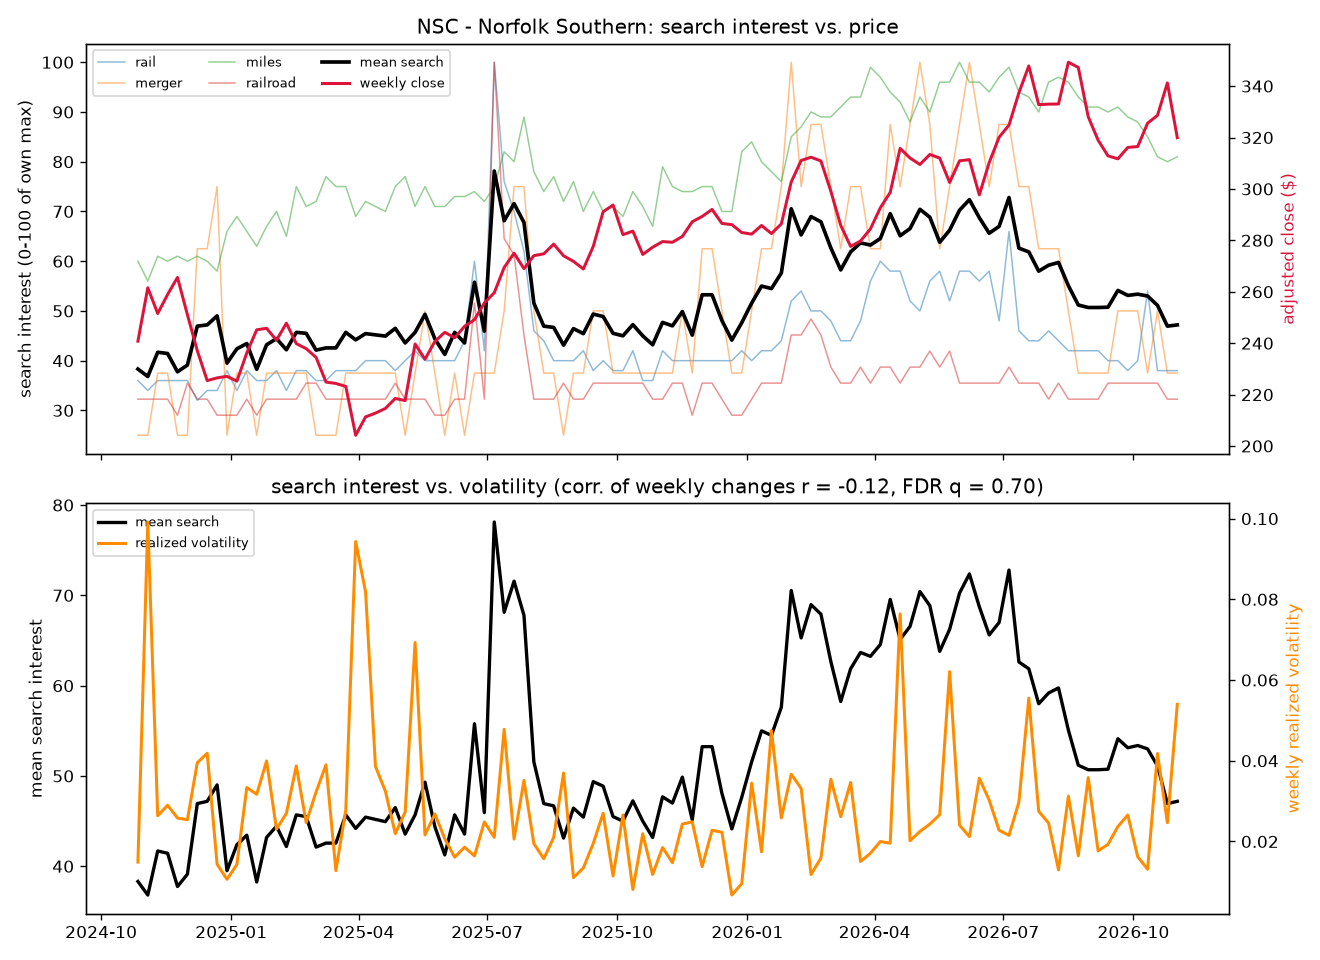 NSC - Norfolk Southern: search interest vs. price
rail
merger
miles
railroad
mean search
weekly close
100
90
80
70
60
50
40
30
search interest (0-100 of own max)
340
320
300
280
260
240
220
200
adjusted close ($)
search interest vs. volatility (corr. of weekly changes r = -0.12, FDR q = 0.70)
mean search
realized volatility
80
70
60
50
40
mean search interest
0.10
0.08
0.06
0.04
0.02
weekly realized volatility
2024-10
2025-01
2025-04
2025-07
2025-10
2026-01
2026-04
2026-07
2026-10